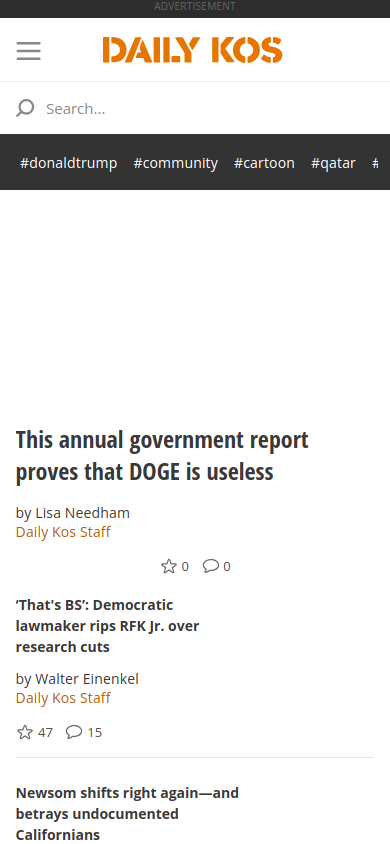 ADVERTISEMENT
DAILY KOS
Search...
#donaldtrump #community #cartoon #qatar #
This annual government report
proves that DOGE is useless
by Lisa Needham
Daily Kos Staff
0 0
‘That's BS’: Democratic
lawmaker rips RFK Jr. over
research cuts
by Walter Einenkel
Daily Kos Staff
47 15
Newsom shifts right again—and
betrays undocumented
Californians